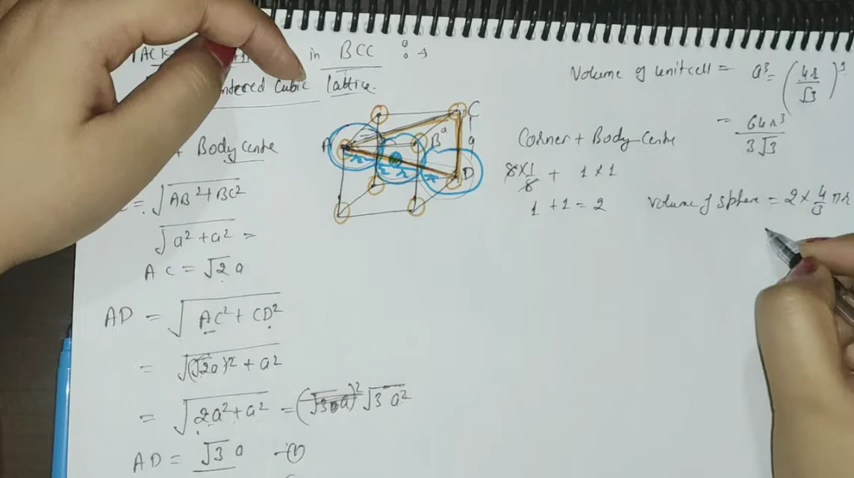 in BCC :→
Centered Cubic lattice.
+ Body Centre
= √AB²+BC²
√a²+a² =
AC = √2 a
AD = √AC²+CD²
= √(√2a)²+a²
= √2a²+a² = √3a²
AD = √3 a —①
A
B
C
D
a
a
r
r
r
r
Corner + Body-Centre
8×1/8 + 1×1
1+1=2
Volume of unitcell = a³ = (4r/√3)³
= 64r³/3√3
Volume of sphere = 2×4/3 πr